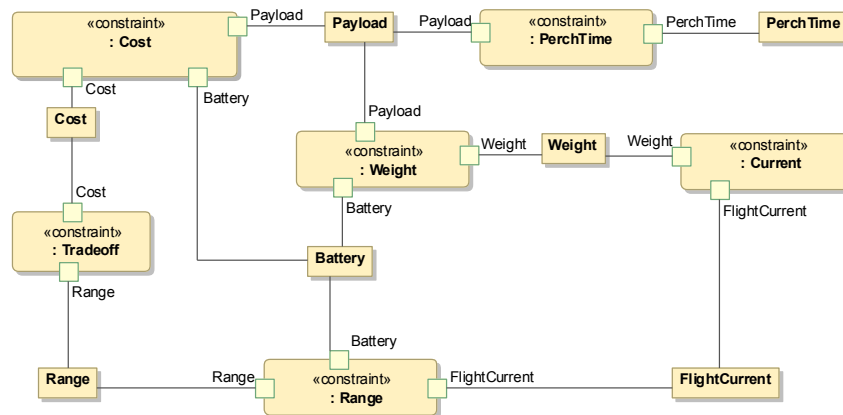 «constraint»
: Cost
Payload
Payload
Payload
«constraint»
: PerchTime
PerchTime
PerchTime
Cost
Battery
Cost
Payload
«constraint»
: Weight
Weight
Weight
Weight
«constraint»
: Current
Cost
Battery
FlightCurrent
«constraint»
: Tradeoff
Battery
Range
Battery
Range
Range
«constraint»
: Range
FlightCurrent
FlightCurrent